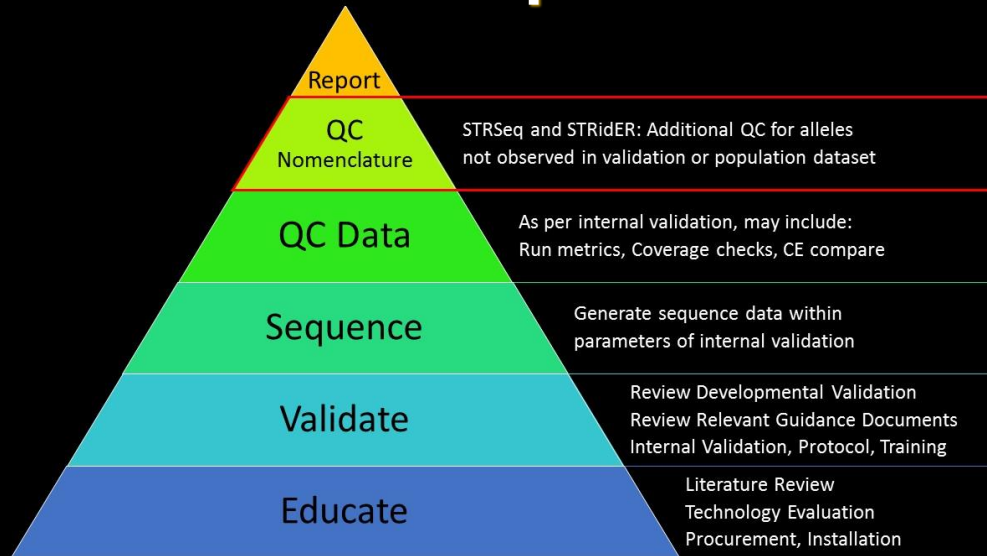 Report
QC
Nomenclature
STRSeq and STRidER: Additional QC for alleles
not observed in validation or population dataset
QC Data
As per internal validation, may include:
Run metrics, Coverage checks, CE compare
Sequence
Generate sequence data within
parameters of internal validation
Validate
Review Developmental Validation
Review Relevant Guidance Documents
Internal Validation, Protocol, Training
Educate
Literature Review
Technology Evaluation
Procurement, Installation